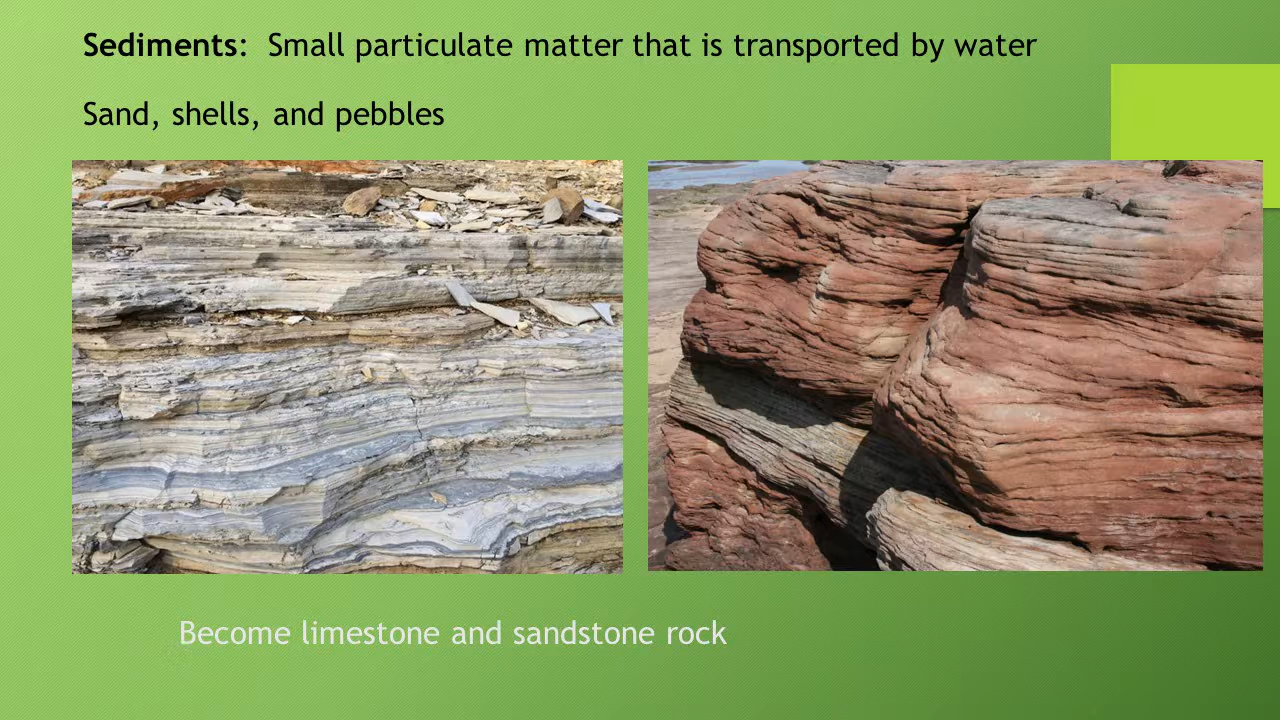 Sediments:  Small particulate matter that is transported by water
Sand, shells, and pebbles
Become limestone and sandstone rock